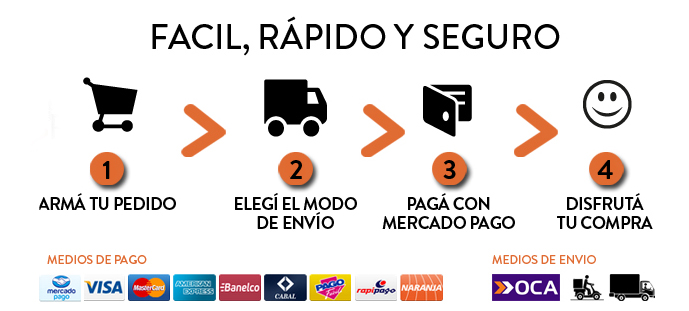 FACIL, RÁPIDO Y SEGURO
1
ARMÁ TU PEDIDO
2
ELEGÍ EL MODO
DE ENVÍO
3
PAGÁ CON
MERCADO PAGO
4
DISFRUTÁ
TU COMPRA
MEDIOS DE PAGO
mercado
pago
VISA
MasterCard
AMERICAN
EXPRESS
Banelco
CABAL
PAGO
FACIL
rapipago
NARANJA
MEDIOS DE ENVIO
OCA